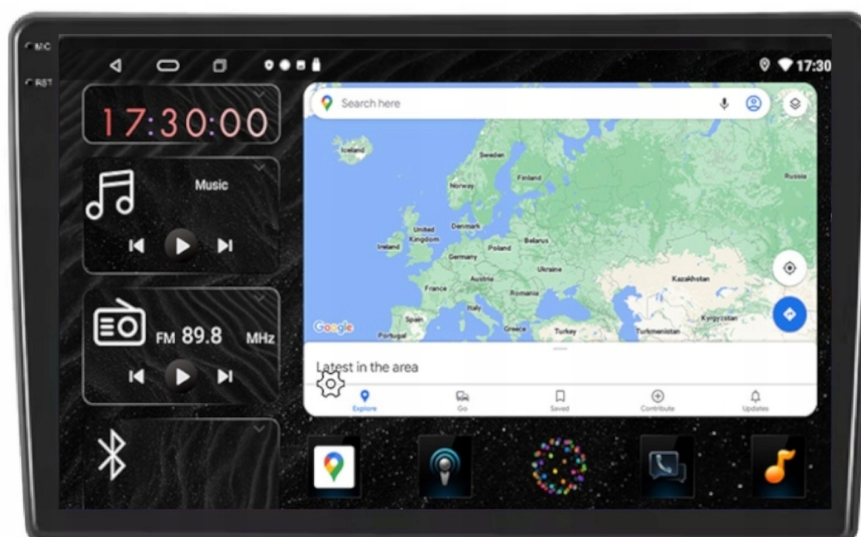 MIC
RST
17:30
17:30:00
Music
FM 89.8 MHz
Search here
Iceland
Sweden
Finland
Norway
Russia
United Kingdom
Denmark
Ireland
Poland
Belarus
Germany
Ukraine
Kazakhstan
Austria
France
Romania
Italy
Spain
Portugal
Greece
Turkey
Turkmenistan
Kyrgyzstan
Google
Latest in the area
Explore
Go
Saved
Contribute
Updates